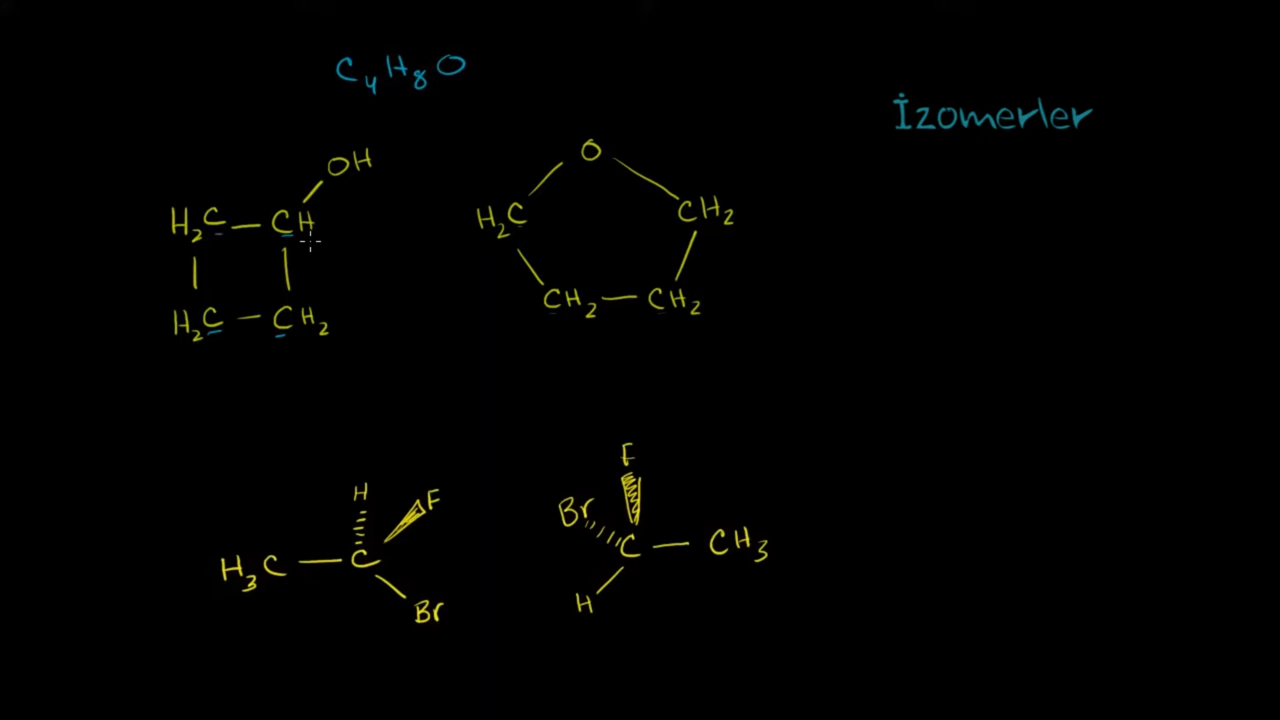 C₄H₈O
İzomerler
OH
H₂C — CH
H₂C — CH₂
O
H₂C CH₂
CH₂ — CH₂
H F
H₃C — C
Br
F
Br
C — CH₃
H